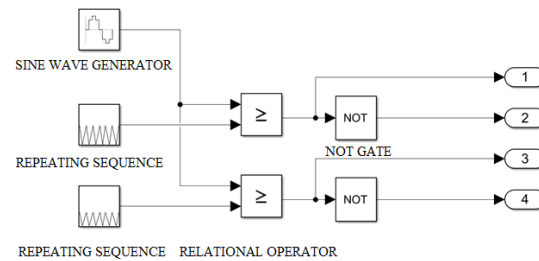 SINE WAVE GENERATOR
1
≥
NOT
2
REPEATING SEQUENCE
NOT GATE
3
≥
NOT
4
REPEATING SEQUENCE RELATIONAL OPERATOR